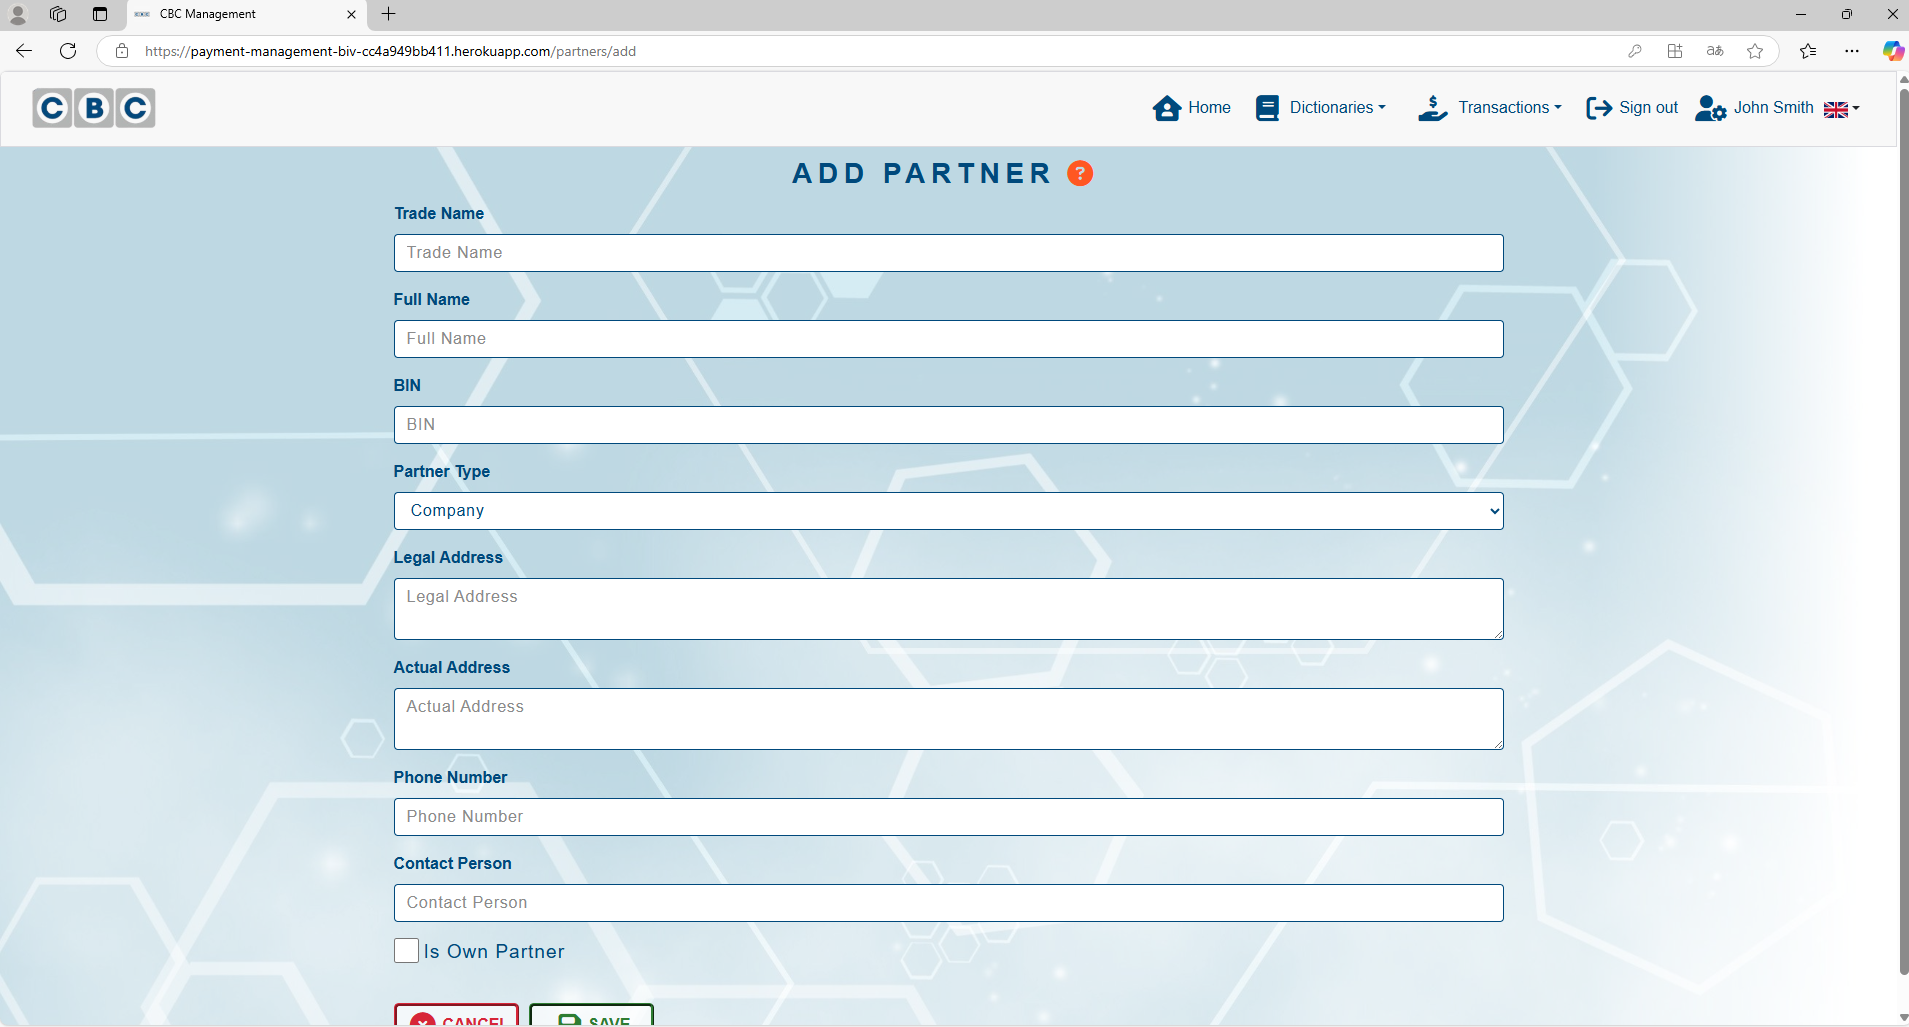 CBC Management
https://payment-management-biv-cc4a949bb411.herokuapp.com/partners/add
CBC
Home
Dictionaries
Transactions
Sign out
John Smith
ADD PARTNER ?
Trade Name
Trade Name
Full Name
Full Name
BIN
BIN
Partner Type
Company
Legal Address
Legal Address
Actual Address
Actual Address
Phone Number
Phone Number
Contact Person
Contact Person
Is Own Partner
CANCEL
SAVE